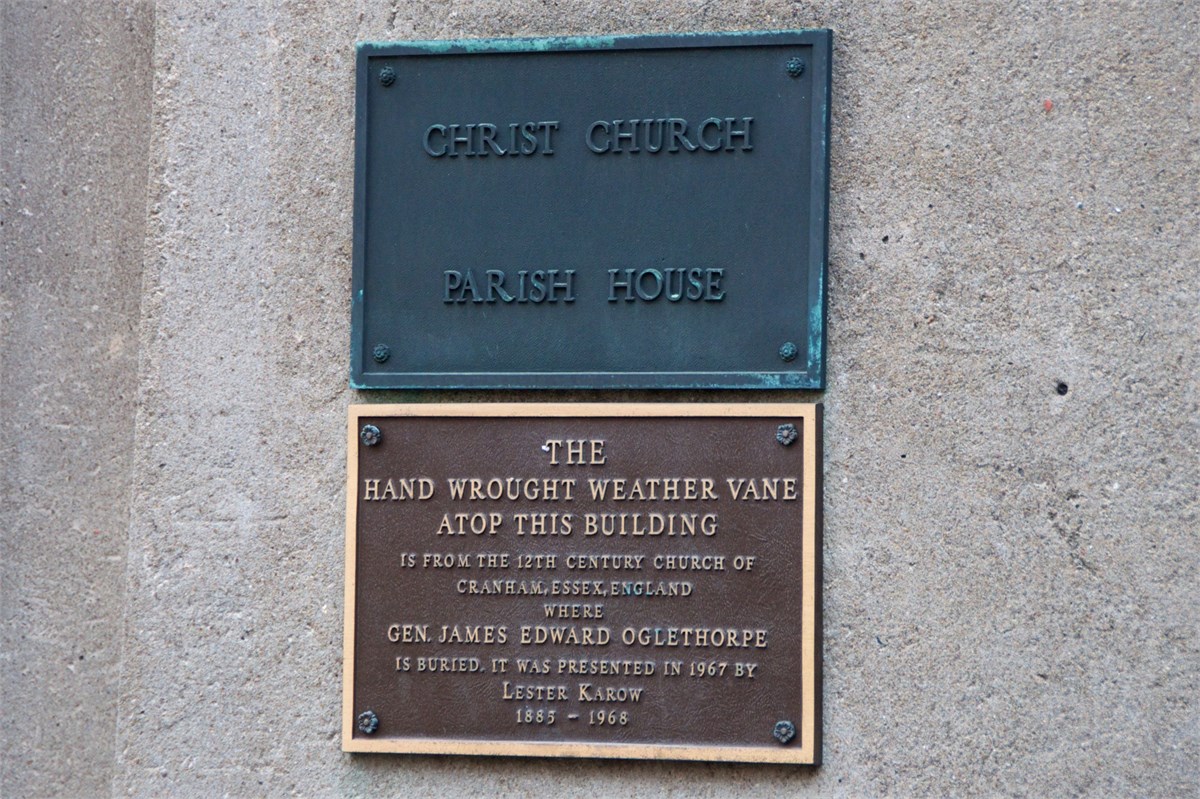 CHRIST CHURCH
PARISH HOUSE
THE
HAND WROUGHT WEATHER VANE
ATOP THIS BUILDING
IS FROM THE 12TH CENTURY CHURCH OF
CRANHAM, ESSEX, ENGLAND
WHERE
GEN. JAMES EDWARD OGLETHORPE
IS BURIED. IT WAS PRESENTED IN 1967 BY
LESTER KAROW
1885 – 1968